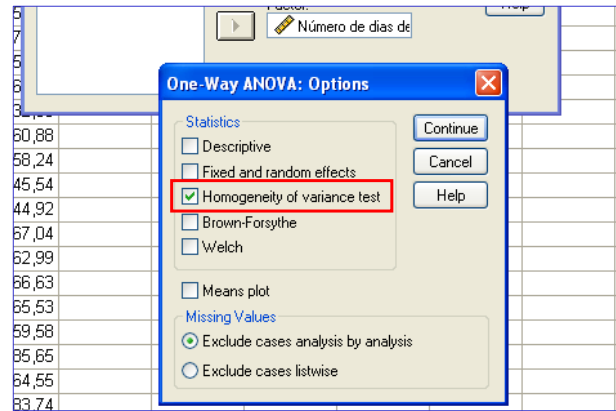 Factor:
Help
Número de dias de
One-Way ANOVA: Options
Statistics
Descriptive
Fixed and random effects
Homogeneity of variance test
Brown-Forsythe
Welch
Means plot
Missing Values
Exclude cases analysis by analysis
Exclude cases listwise
Continue
Cancel
Help
60,88
58,24
45,54
44,92
67,04
62,99
66,63
65,53
59,58
85,65
64,55
83,74